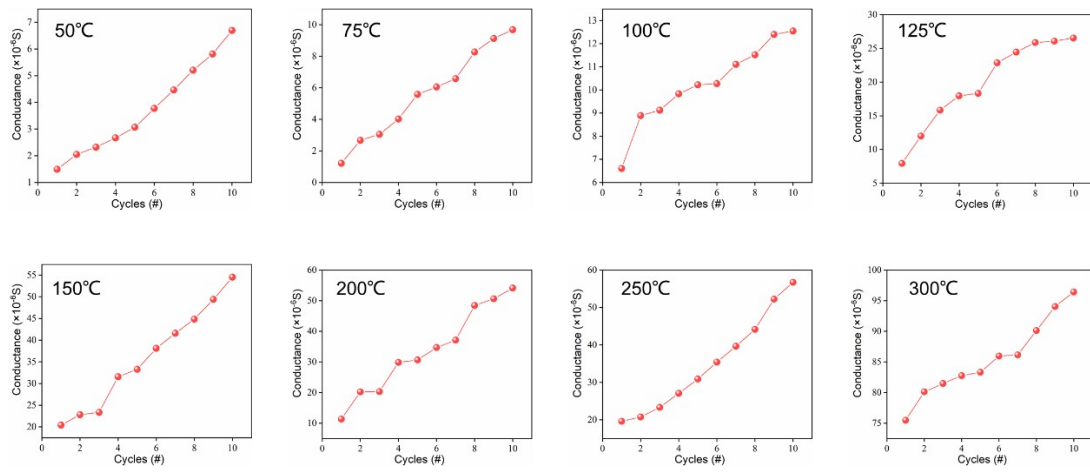 50℃
Conductance (×10⁻⁶S)
7
6
5
4
3
2
1
0 2 4 6 8 10
Cycles (#)
75℃
Conductance (×10⁻⁶S)
10
8
6
4
2
0
0 2 4 6 8 10
Cycles (#)
100℃
Conductance (×10⁻⁶S)
13
12
11
10
9
8
7
6
0 2 4 6 8 10
Cycles (#)
125℃
Conductance (×10⁻⁶S)
30
25
20
15
10
5
0 2 4 6 8 10
Cycles (#)
150℃
Conductance (×10⁻⁶S)
55
50
45
40
35
30
25
20
0 2 4 6 8 10
Cycles (#)
200℃
Conductance (×10⁻⁶S)
60
50
40
30
20
10
0 2 4 6 8 10
Cycles (#)
250℃
Conductance (×10⁻⁶S)
60
50
40
30
20
0 2 4 6 8 10
Cycles (#)
300℃
Conductance (×10⁻⁶S)
100
95
90
85
80
75
0 2 4 6 8 10
Cycles (#)